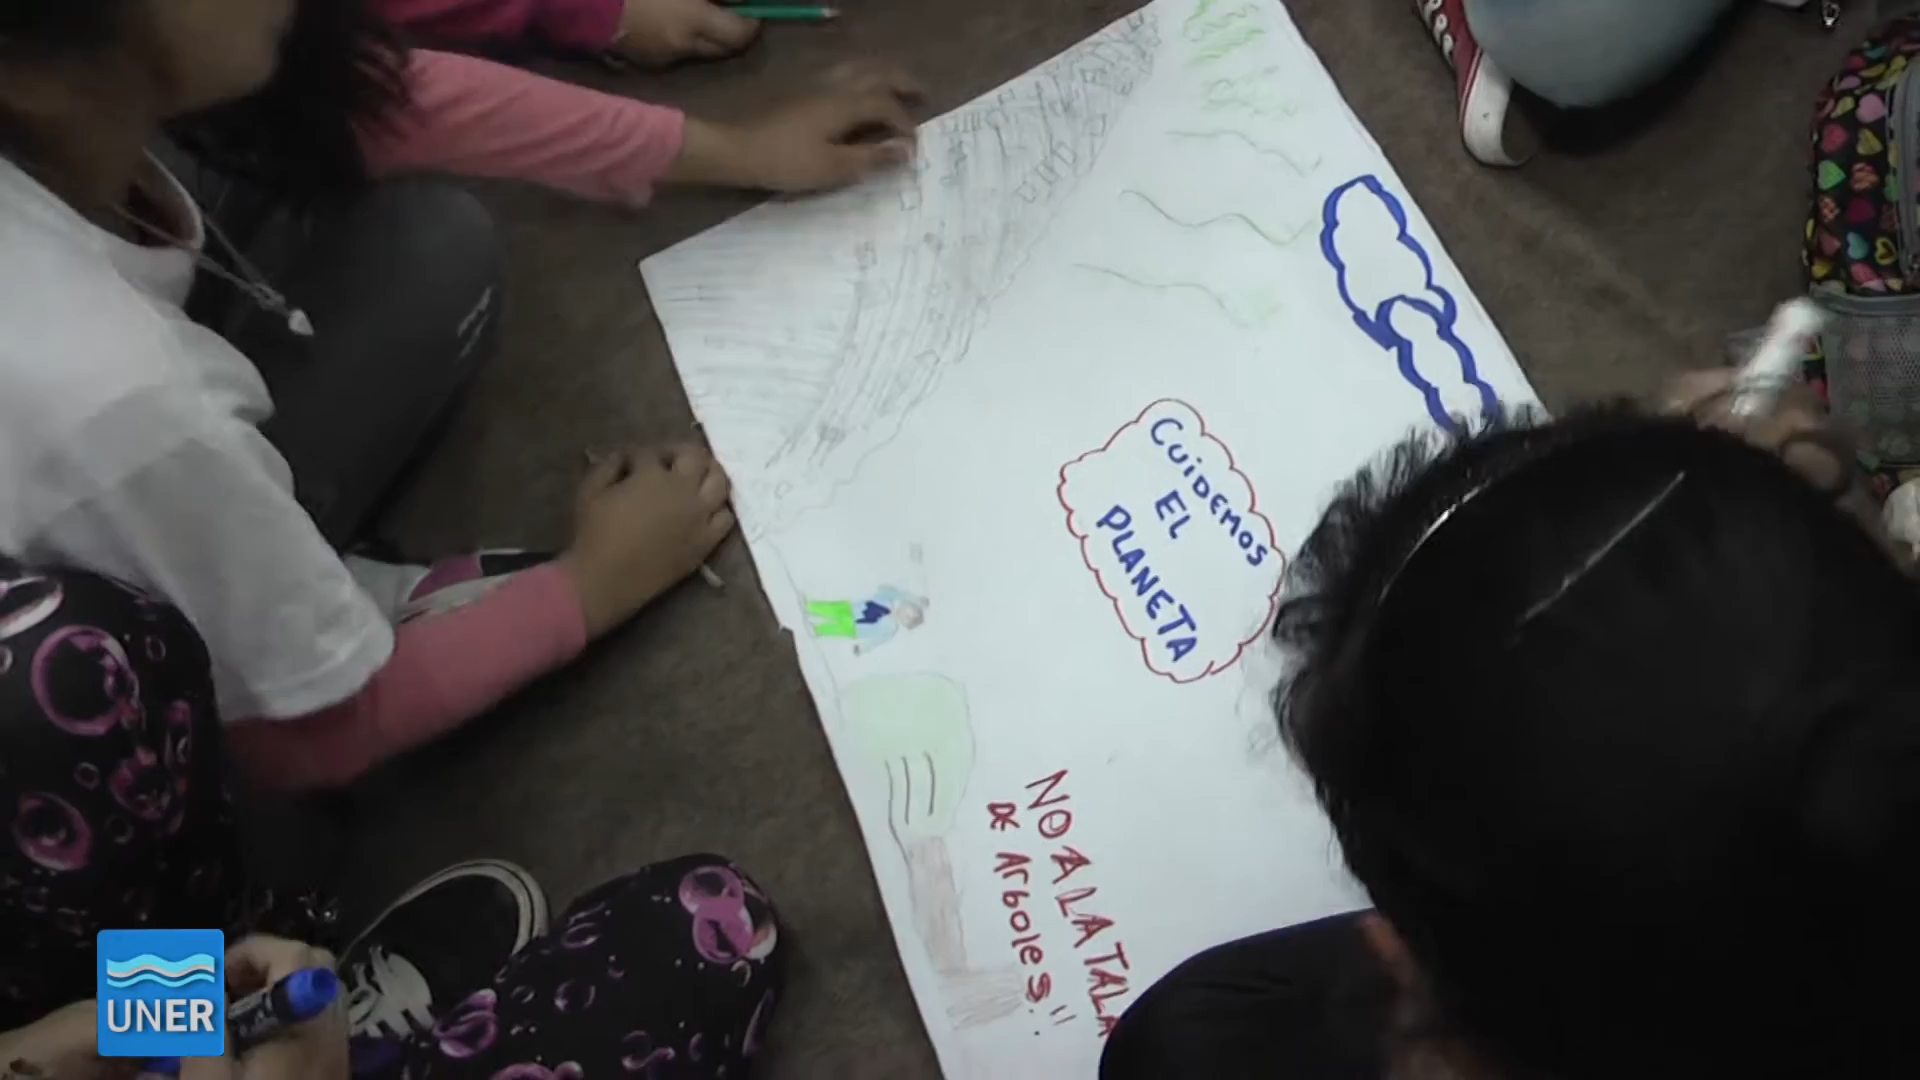 Cuidemos
EL
PLANETA
NO A LA TALA
DE Arboles!!
UNER